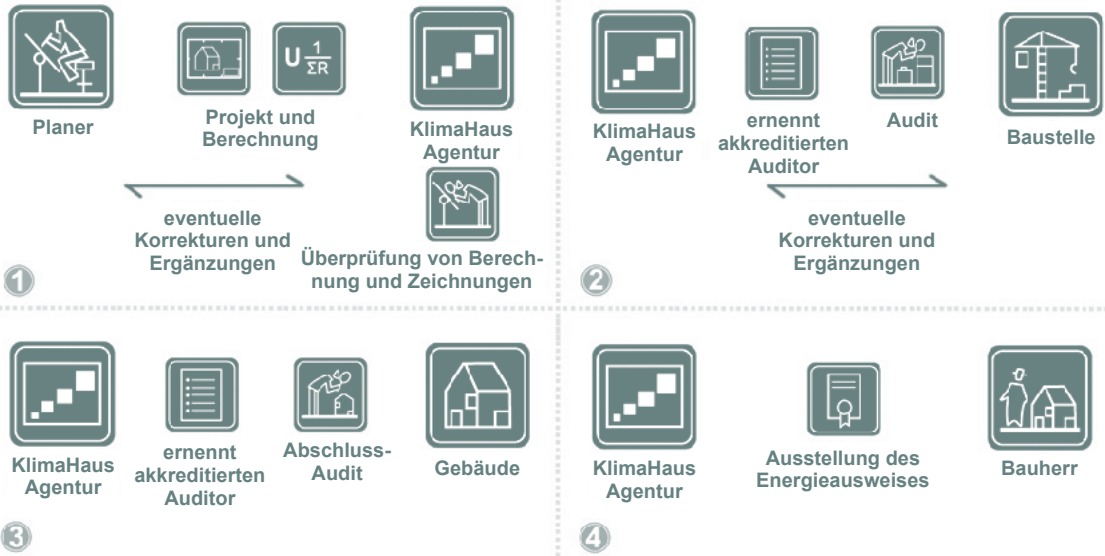 Planer
U 1
ΣR
Projekt und
Berechnung
KlimaHaus
Agentur
eventuelle
Korrekturen und
Ergänzungen
Überprüfung von Berech-
nung und Zeichnungen
1
KlimaHaus
Agentur
ernennt
akkreditierten
Auditor
Audit
Baustelle
eventuelle
Korrekturen und
Ergänzungen
2
KlimaHaus
Agentur
ernennt
akkreditierten
Auditor
Abschluss-
Audit
Gebäude
3
KlimaHaus
Agentur
Ausstellung des
Energieausweises
Bauherr
4